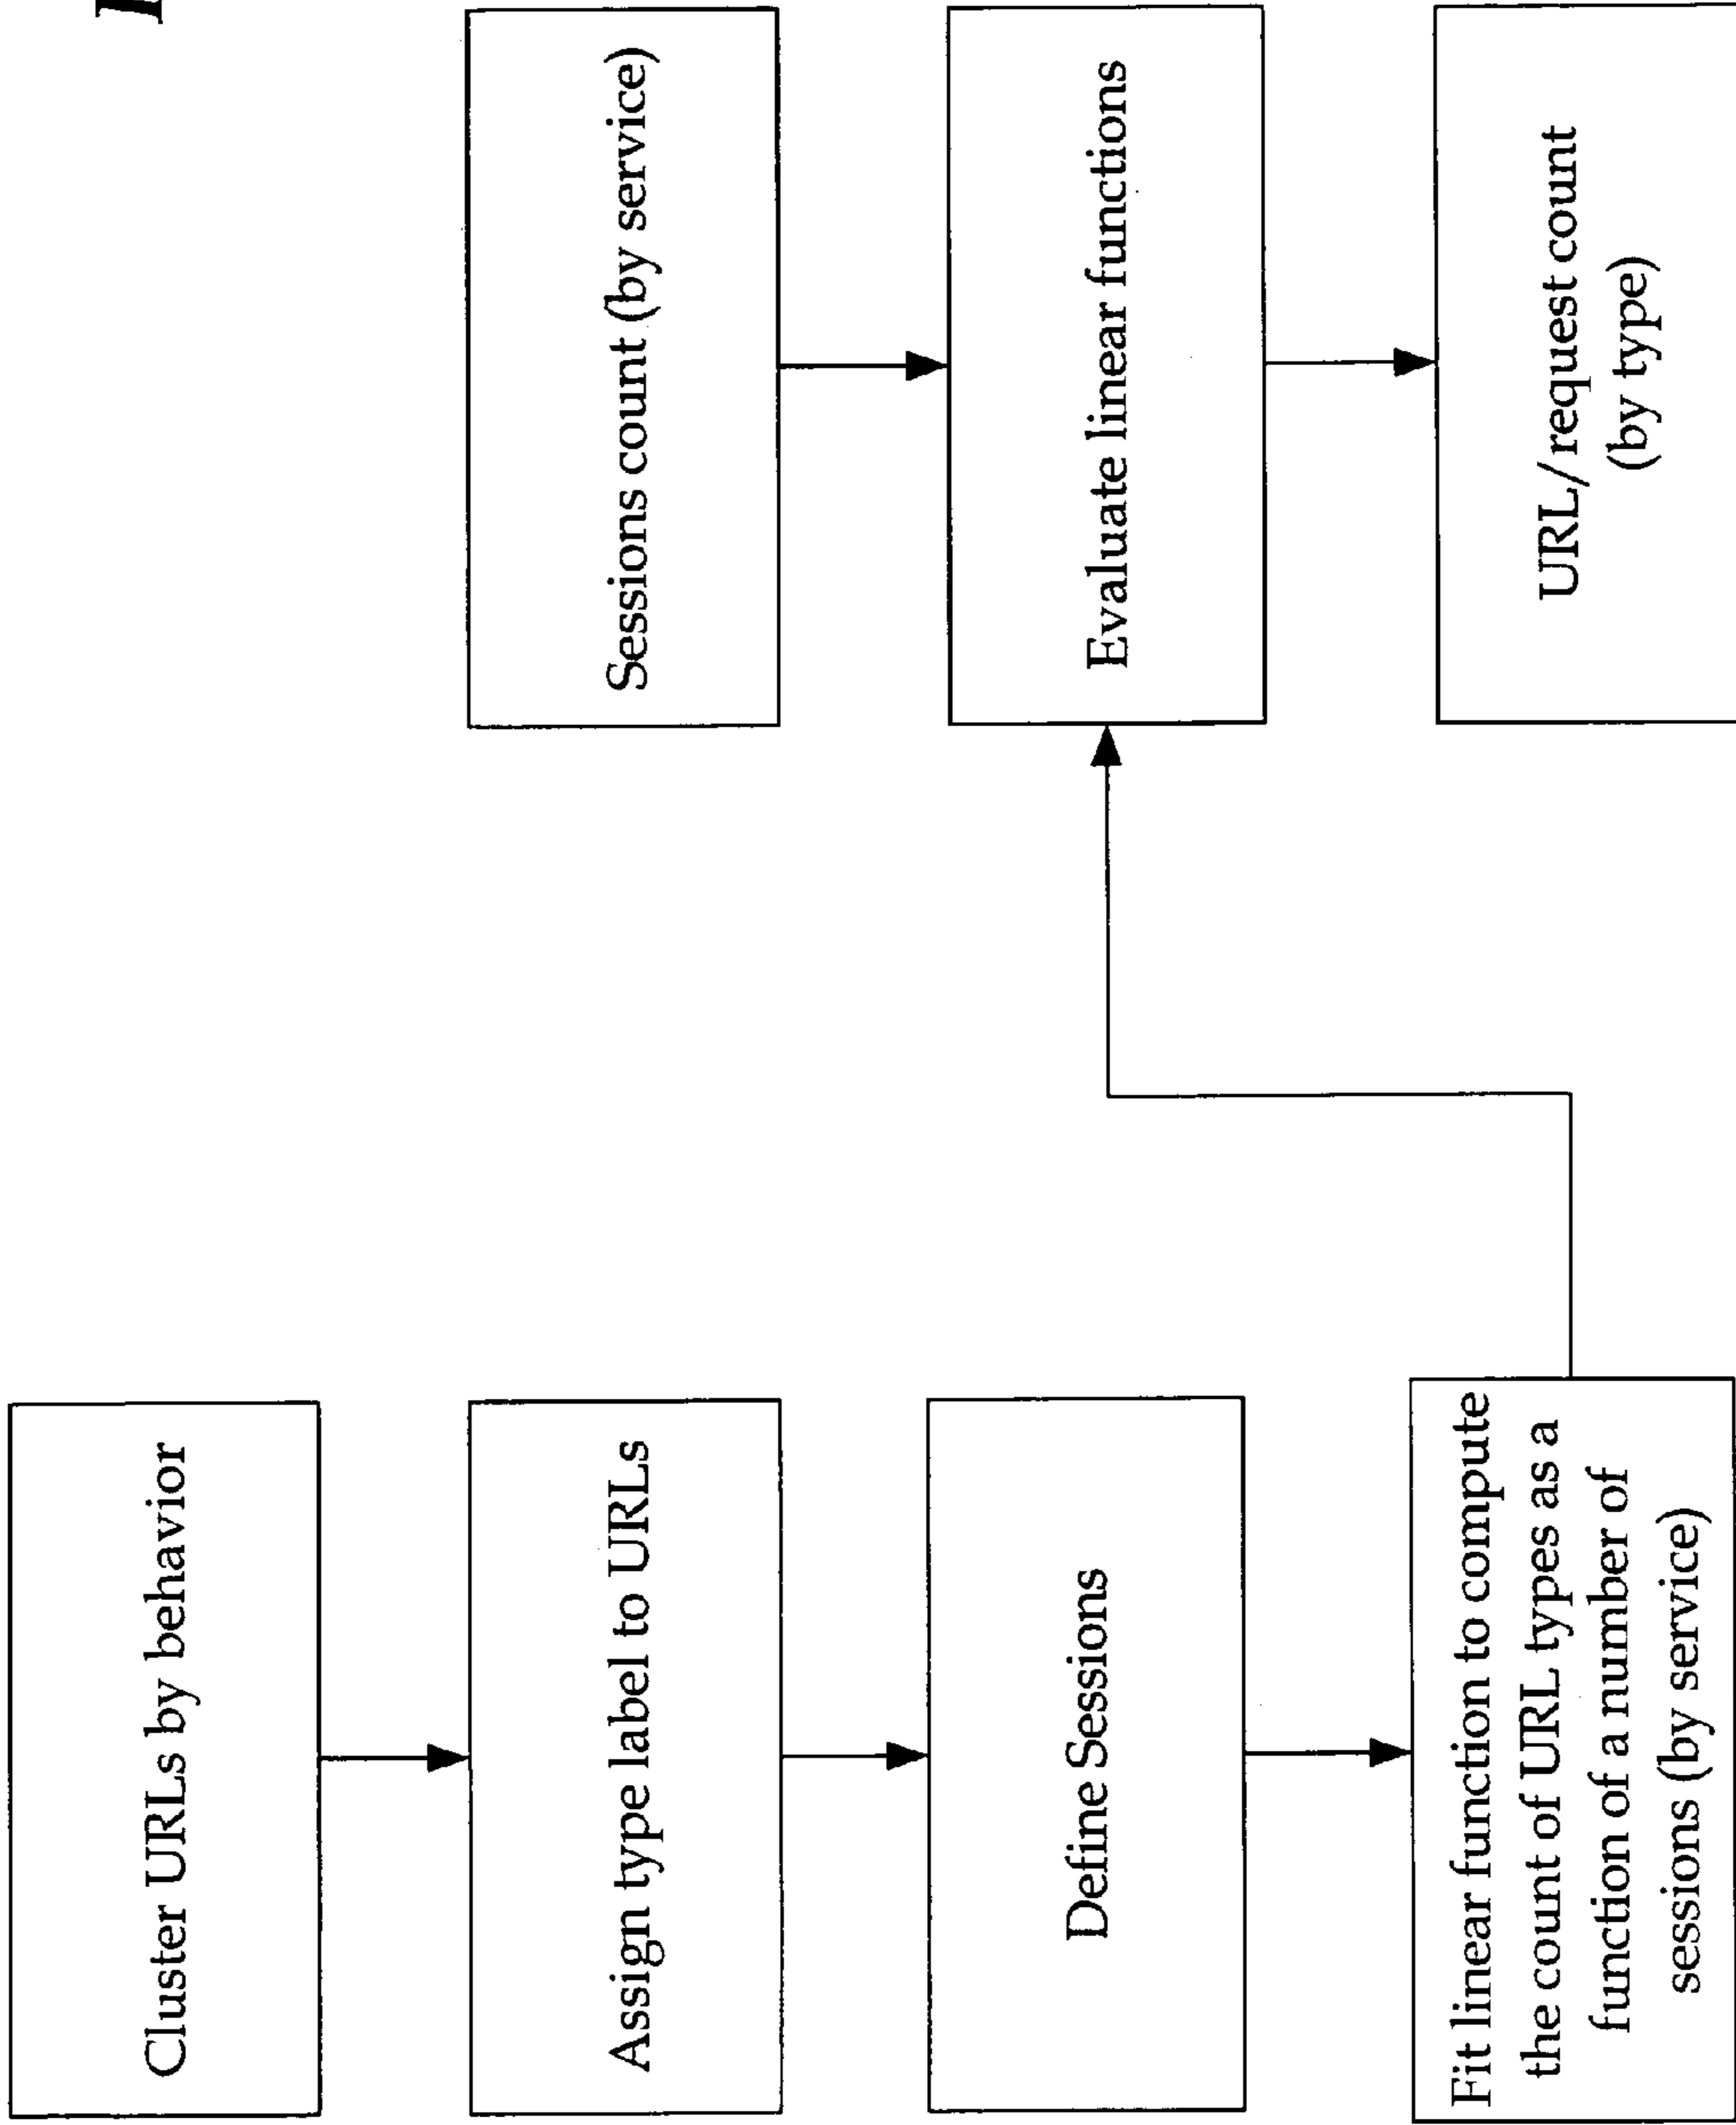 Cluster URLs by behavior
Assign type label to URLs
Define Sessions
Fit linear function to compute
the count of URL types as a
function of a number of
sessions (by service)
Sessions count (by service)
Evaluate linear functions
URL/request count
(by type)